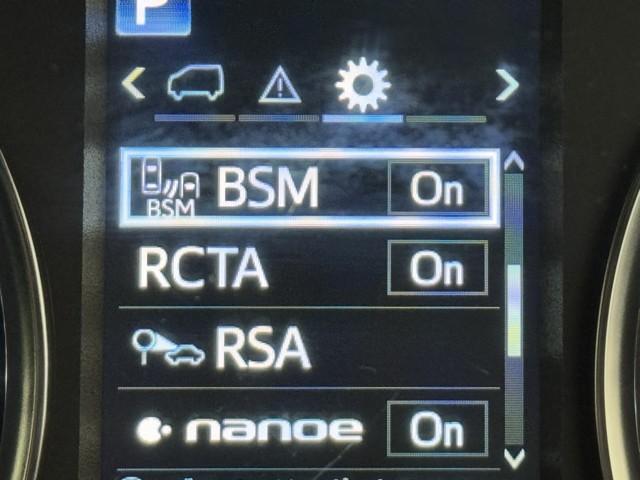 P
BSM BSM On
RCTA On
RSA
nanoe On